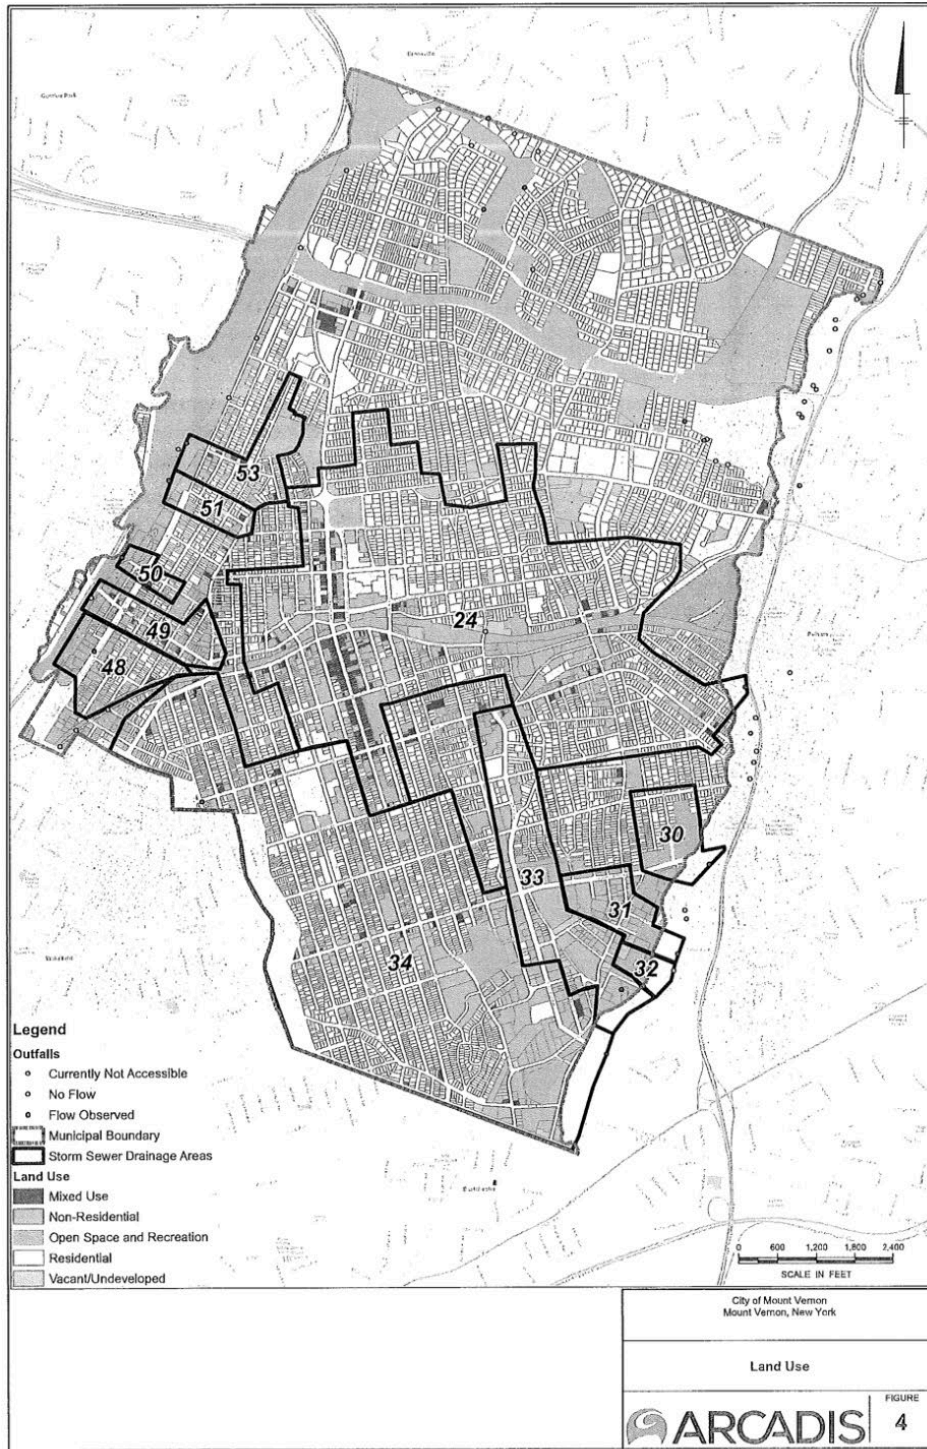 53
51
50
49
48
24
30
33
31
32
34
Legend
Outfalls
Currently Not Accessible
No Flow
Flow Observed
Municipal Boundary
Storm Sewer Drainage Areas
Land Use
Mixed Use
Non-Residential
Open Space and Recreation
Residential
Vacant/Undeveloped
0 600 1,200 1,800 2,400
SCALE IN FEET
City of Mount Vernon
Mount Vernon, New York
Land Use
ARCADIS
FIGURE
4